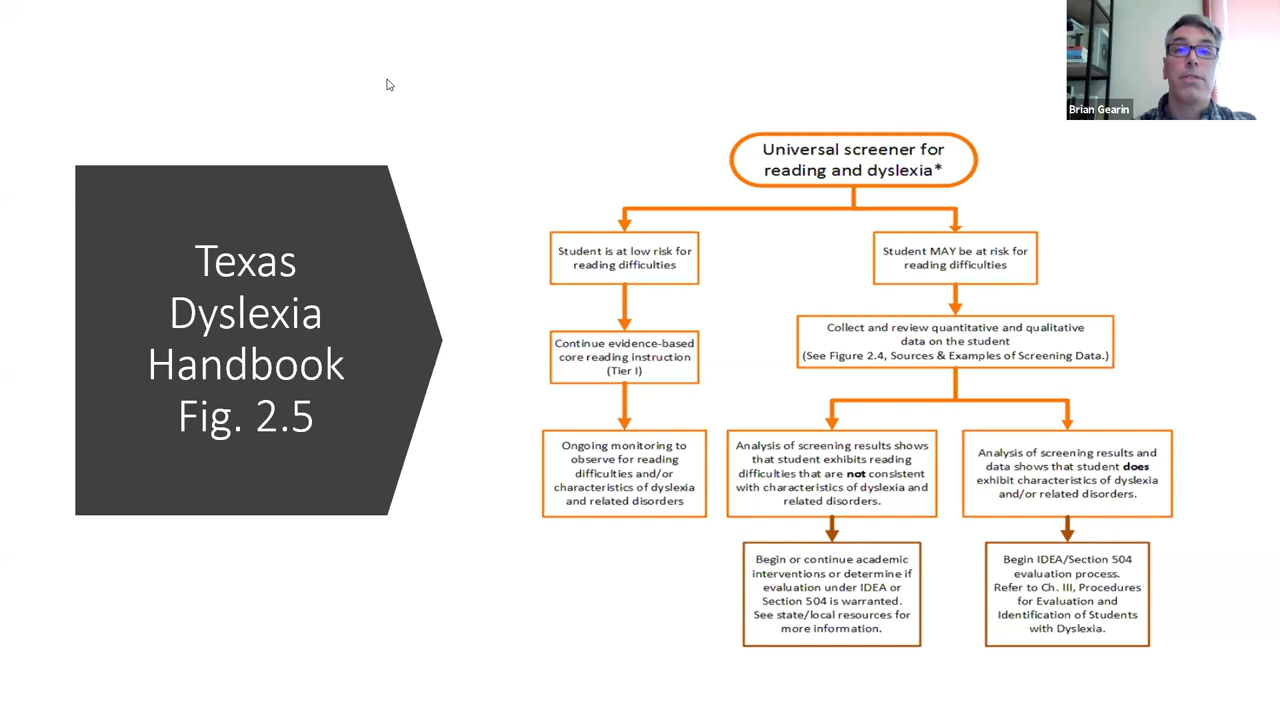 Brian Gearin
Texas
Dyslexia
Handbook
Fig. 2.5
Universal screener for
reading and dyslexia*
Student is at low risk for
reading difficulties
Student MAY be at risk for
reading difficulties
Continue evidence-based
core reading instruction
(Tier I)
Collect and review quantitative and qualitative
data on the student
(See Figure 2.4, Sources & Examples of Screening Data.)
Ongoing monitoring to
observe for reading
difficulties and/or
characteristics of dyslexia
and related disorders
Analysis of screening results shows
that student exhibits reading
difficulties that are not consistent
with characteristics of dyslexia and
related disorders.
Analysis of screening results and
data shows that student does
exhibit characteristics of dyslexia
and/or related disorders.
Begin or continue academic
interventions or determine if
evaluation under IDEA or
Section 504 is warranted.
See state/local resources for
more information.
Begin IDEA/Section 504
evaluation process.
Refer to Ch. III, Procedures
for Evaluation and
Identification of Students
with Dyslexia.